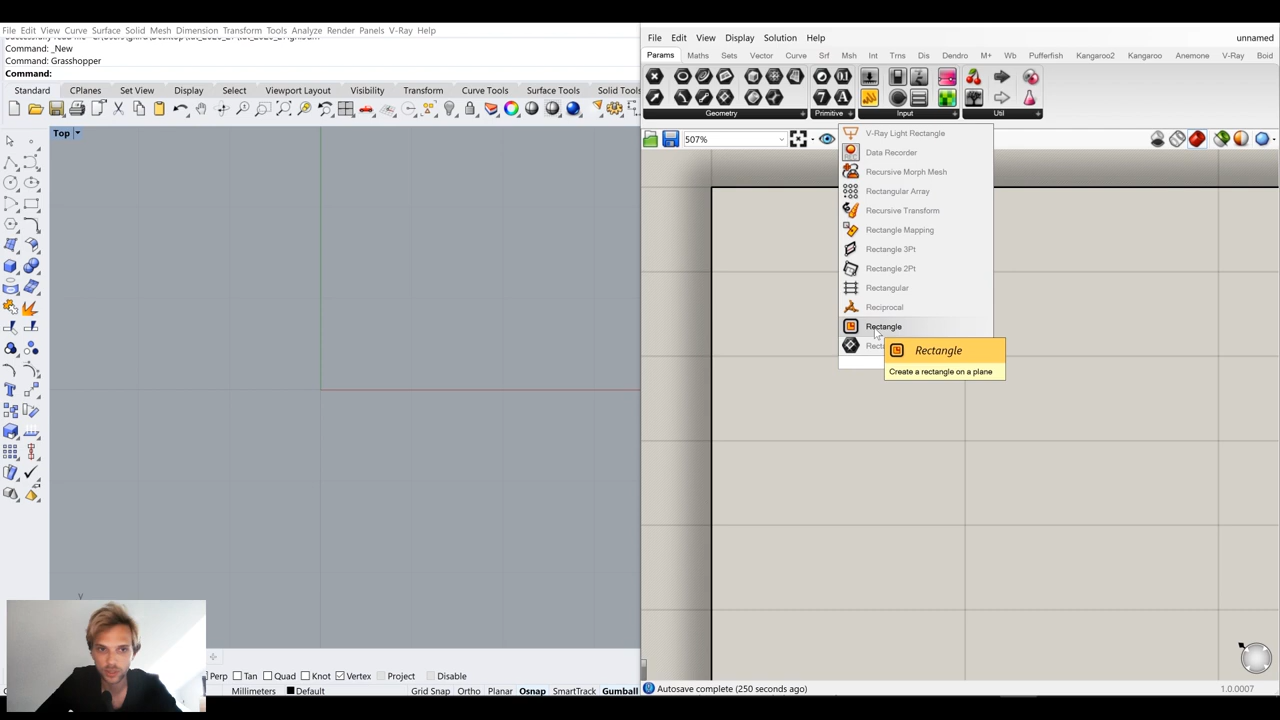 File Edit View Curve Surface Solid Mesh Dimension Transform Tools Analyze Render Panels V-Ray Help
Command: _New
Command: Grasshopper
Command:
Standard CPlanes Set View Display Select Viewport Layout Visibility Transform Curve Tools Surface Tools Solid Tools
Top
y
Perp Tan Quad Knot Vertex Project Disable
Millimeters Default Grid Snap Ortho Planar Osnap SmartTrack Gumball
File Edit View Display Solution Help unnamed
Params Maths Sets Vector Curve Srf Msh Int Trns Dis Dendro M+ Wb Pufferfish Kangaroo2 Kangaroo Anemone V-Ray Boid
Geometry Primitive Input Util
507%
V-Ray Light Rectangle
Data Recorder
Recursive Morph Mesh
Rectangular Array
Recursive Transform
Rectangle Mapping
Rectangle 3Pt
Rectangle 2Pt
Rectangular
Reciprocal
Rectangle
Rectangle
Create a rectangle on a plane
Autosave complete (250 seconds ago)
1.0.0007